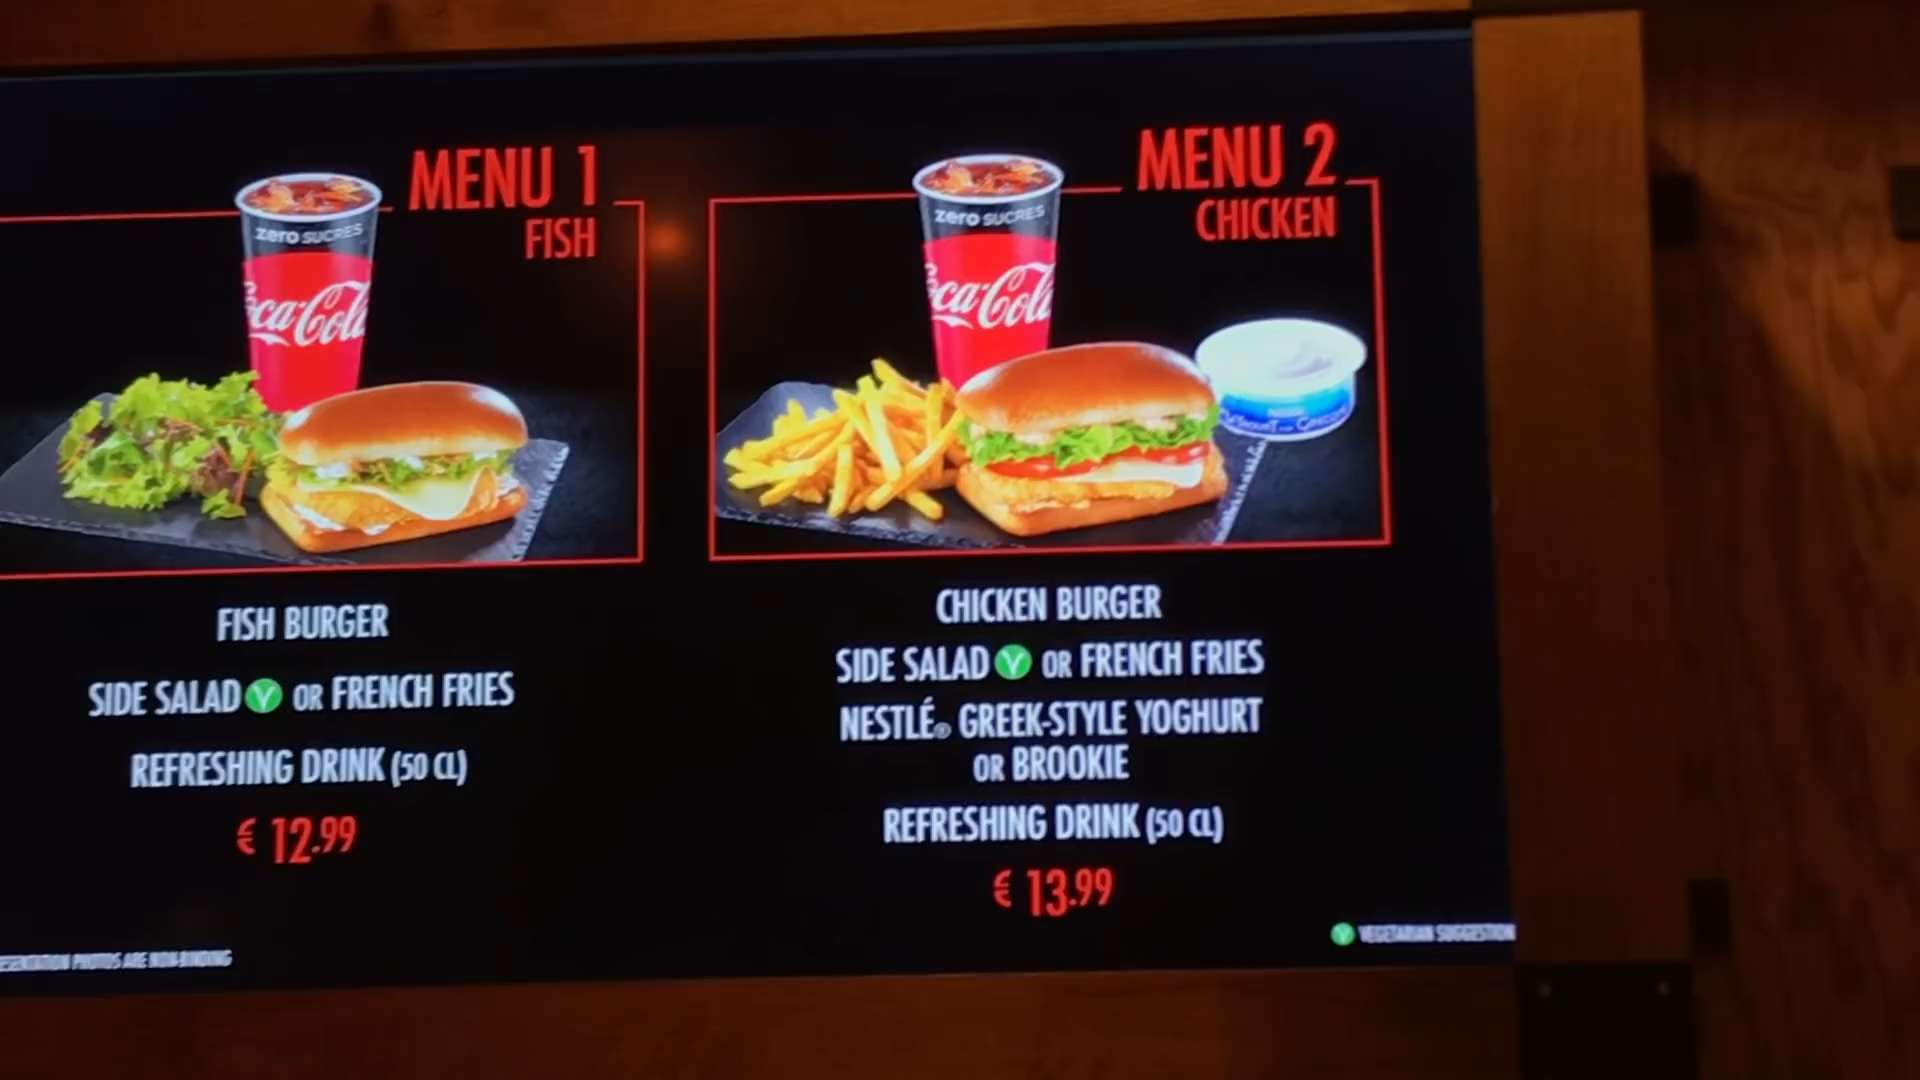 MENU 1
FISH
zero SUCRES
Coca-Cola
FISH BURGER
SIDE SALAD V OR FRENCH FRIES
REFRESHING DRINK (50 CL)
€ 12.99
MENU 2
CHICKEN
zero SUCRES
Coca-Cola
CHICKEN BURGER
SIDE SALAD V OR FRENCH FRIES
NESTLÉ® GREEK-STYLE YOGHURT
OR BROOKIE
REFRESHING DRINK (50 CL)
€ 13.99
PHOTOS ARE NON-BINDING
V VEGETARIAN SUGGESTION